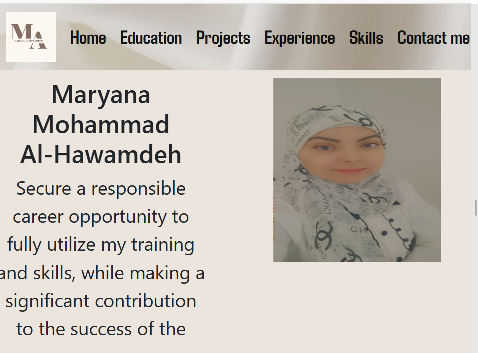 MA
Home Education Projects Experience Skills Contact me
Maryana
Mohammad
Al-Hawamdeh
Secure a responsible
career opportunity to
fully utilize my training
and skills, while making a
significant contribution
to the success of the